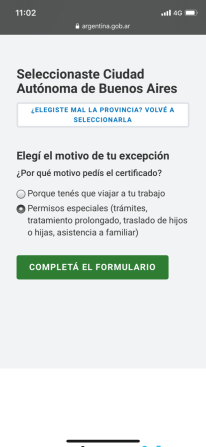 11:02
4G
argentina.gob.ar
Seleccionaste Ciudad
Autónoma de Buenos Aires
¿ELEGISTE MAL LA PROVINCIA? VOLVÉ A
SELECCIONARLA
Elegí el motivo de tu excepción
¿Por qué motivo pedís el certificado?
Porque tenés que viajar a tu trabajo
Permisos especiales (trámites,
tratamiento prolongado, traslado de hijos
o hijas, asistencia a familiar)
COMPLETÁ EL FORMULARIO